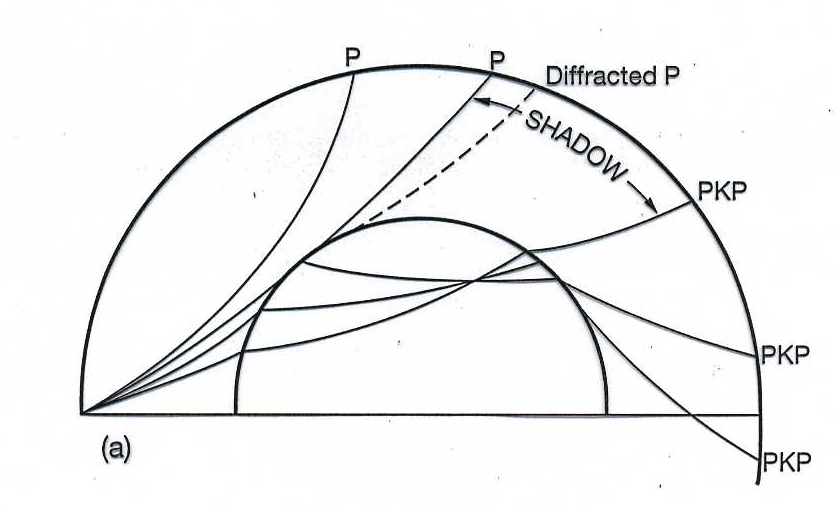 P
P
Diffracted P
SHADOW
PKP
PKP
(a)
PKP